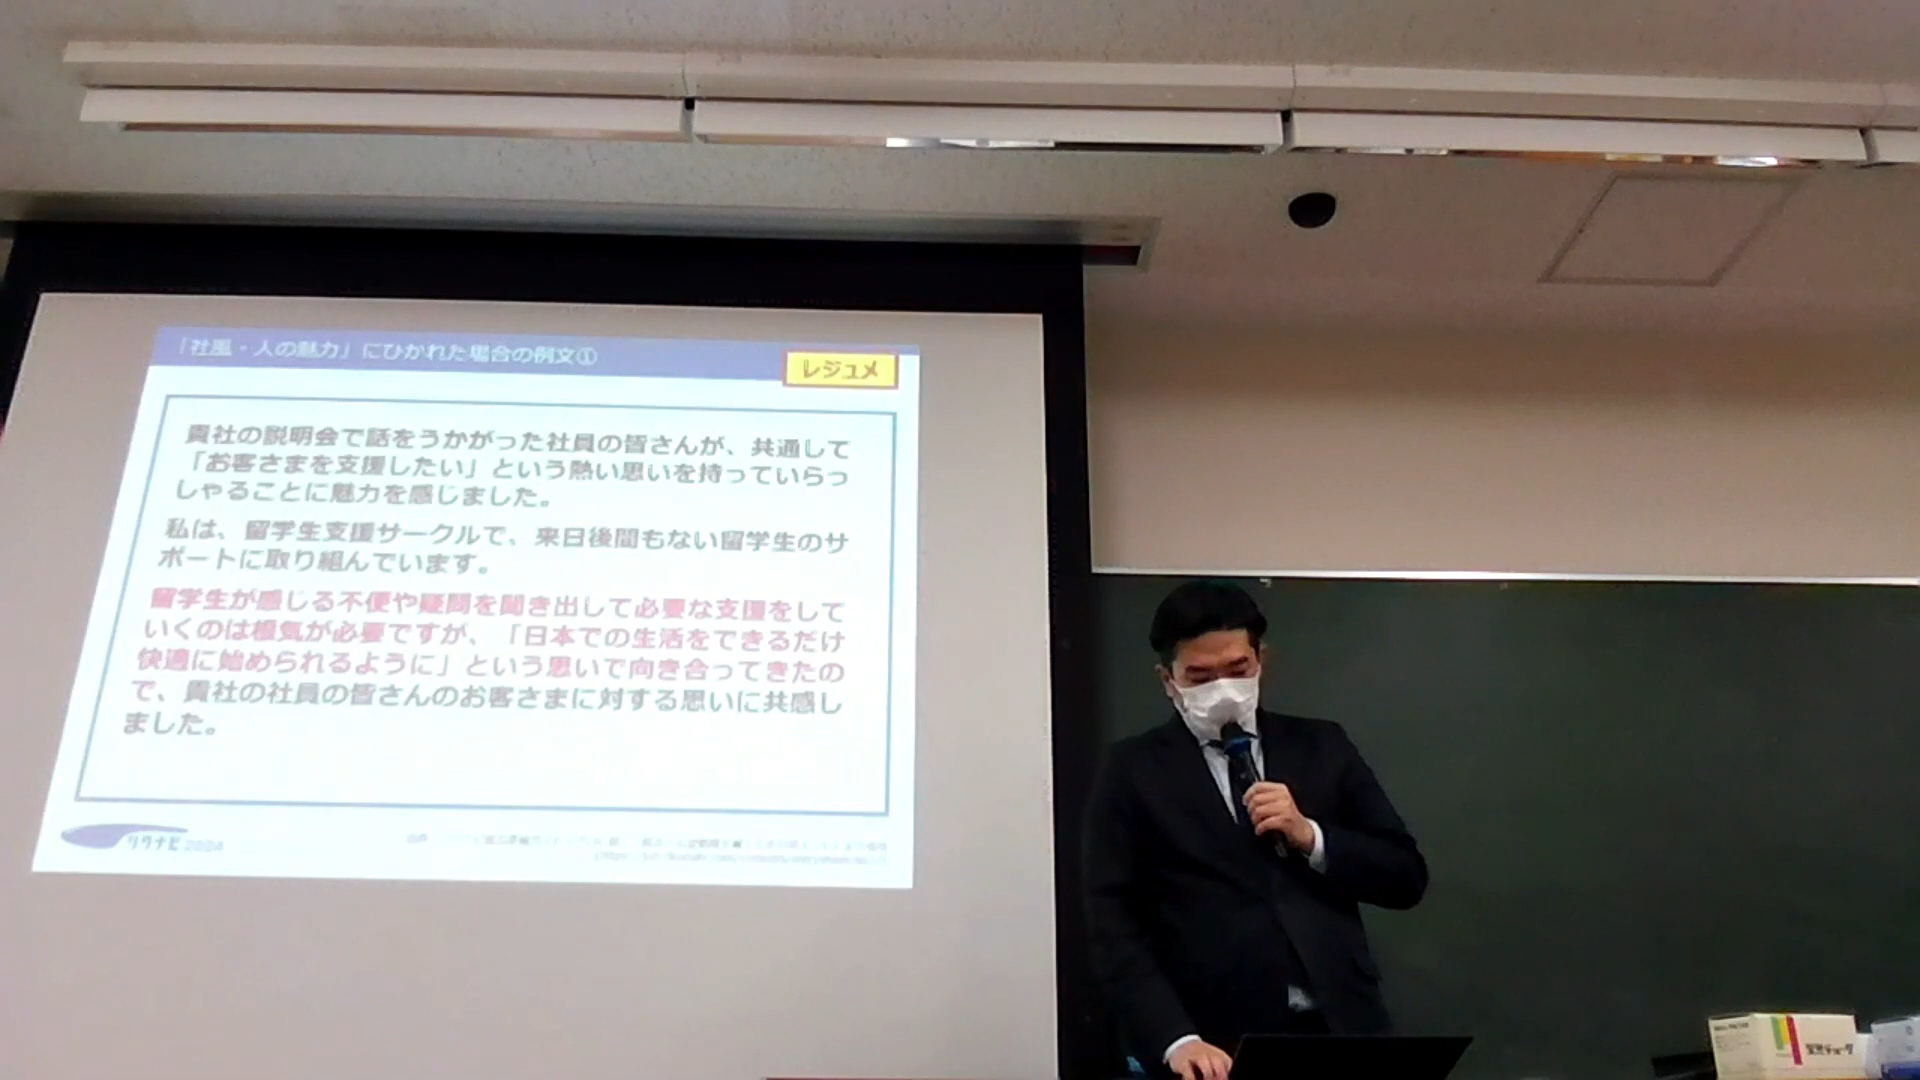 「社風・人の魅力」にひかれた場合の例文①
レジュメ
貴社の説明会で話をうかがった社員の皆さんが、共通して
「お客さまを支援したい」という熱い思いを持っていらっ
しゃることに魅力を感じました。
私は、留学生支援サークルで、来日後間もない留学生のサ
ポートに取り組んでいます。
留学生が感じる不便や疑問を聞き出して必要な支援をして
いくのは根気が必要ですが、「日本での生活をできるだけ
快適に始められるように」という思いで向き合ってきたの
で、貴社の社員の皆さんのお客さまに対する思いに共感し
ました。
リクナビ2024